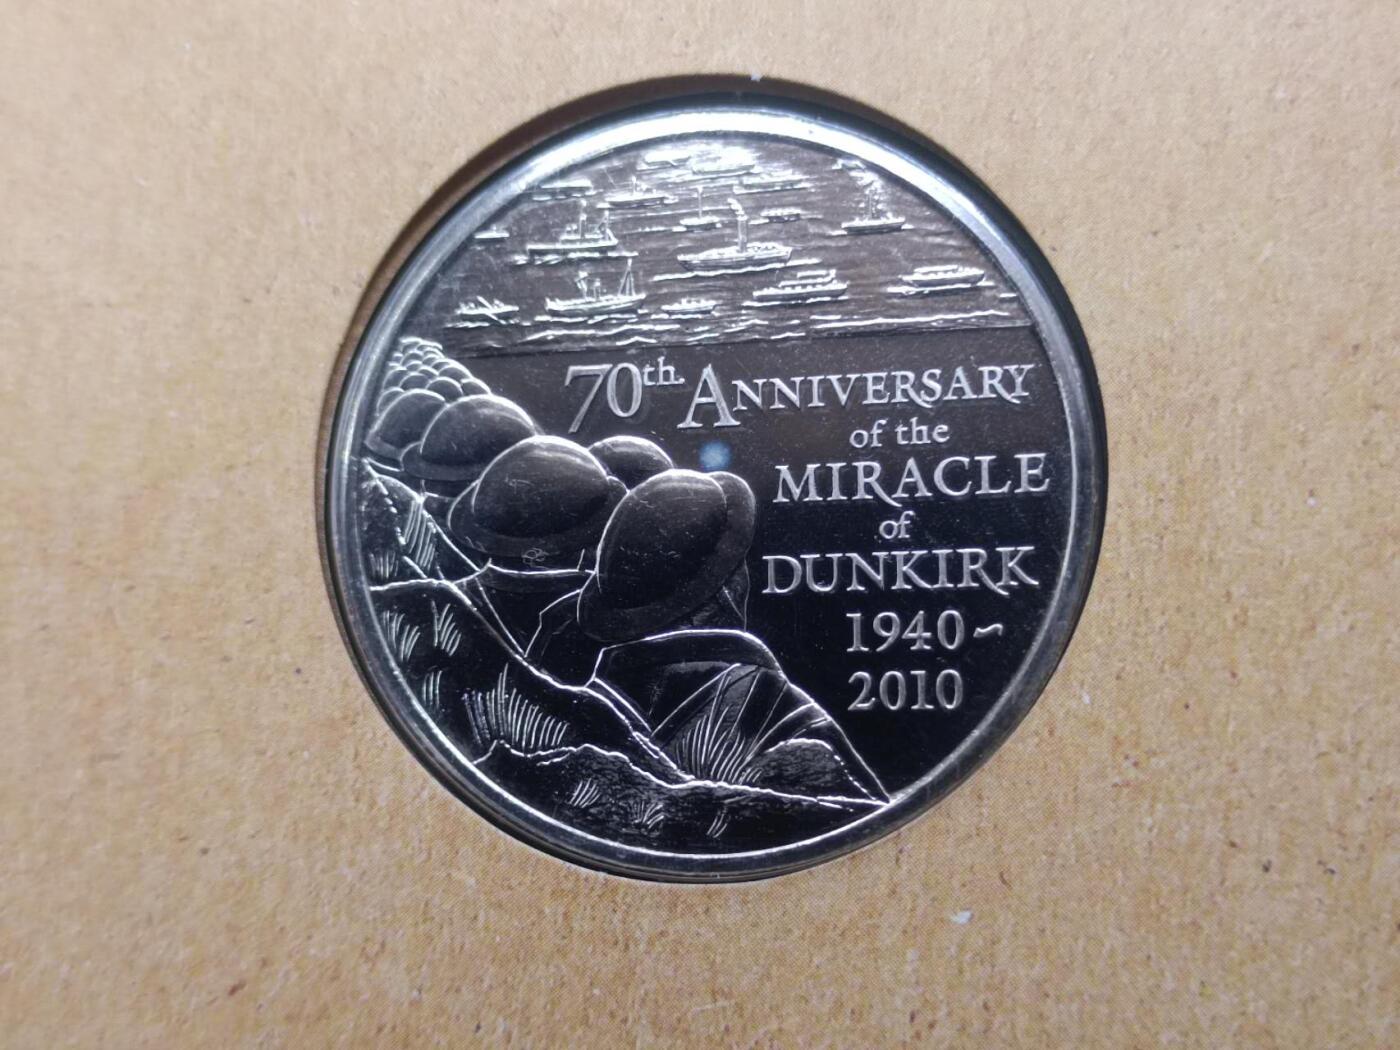 70th. ANNIVERSARY
of the
MIRACLE
of
DUNKIRK
1940~
2010